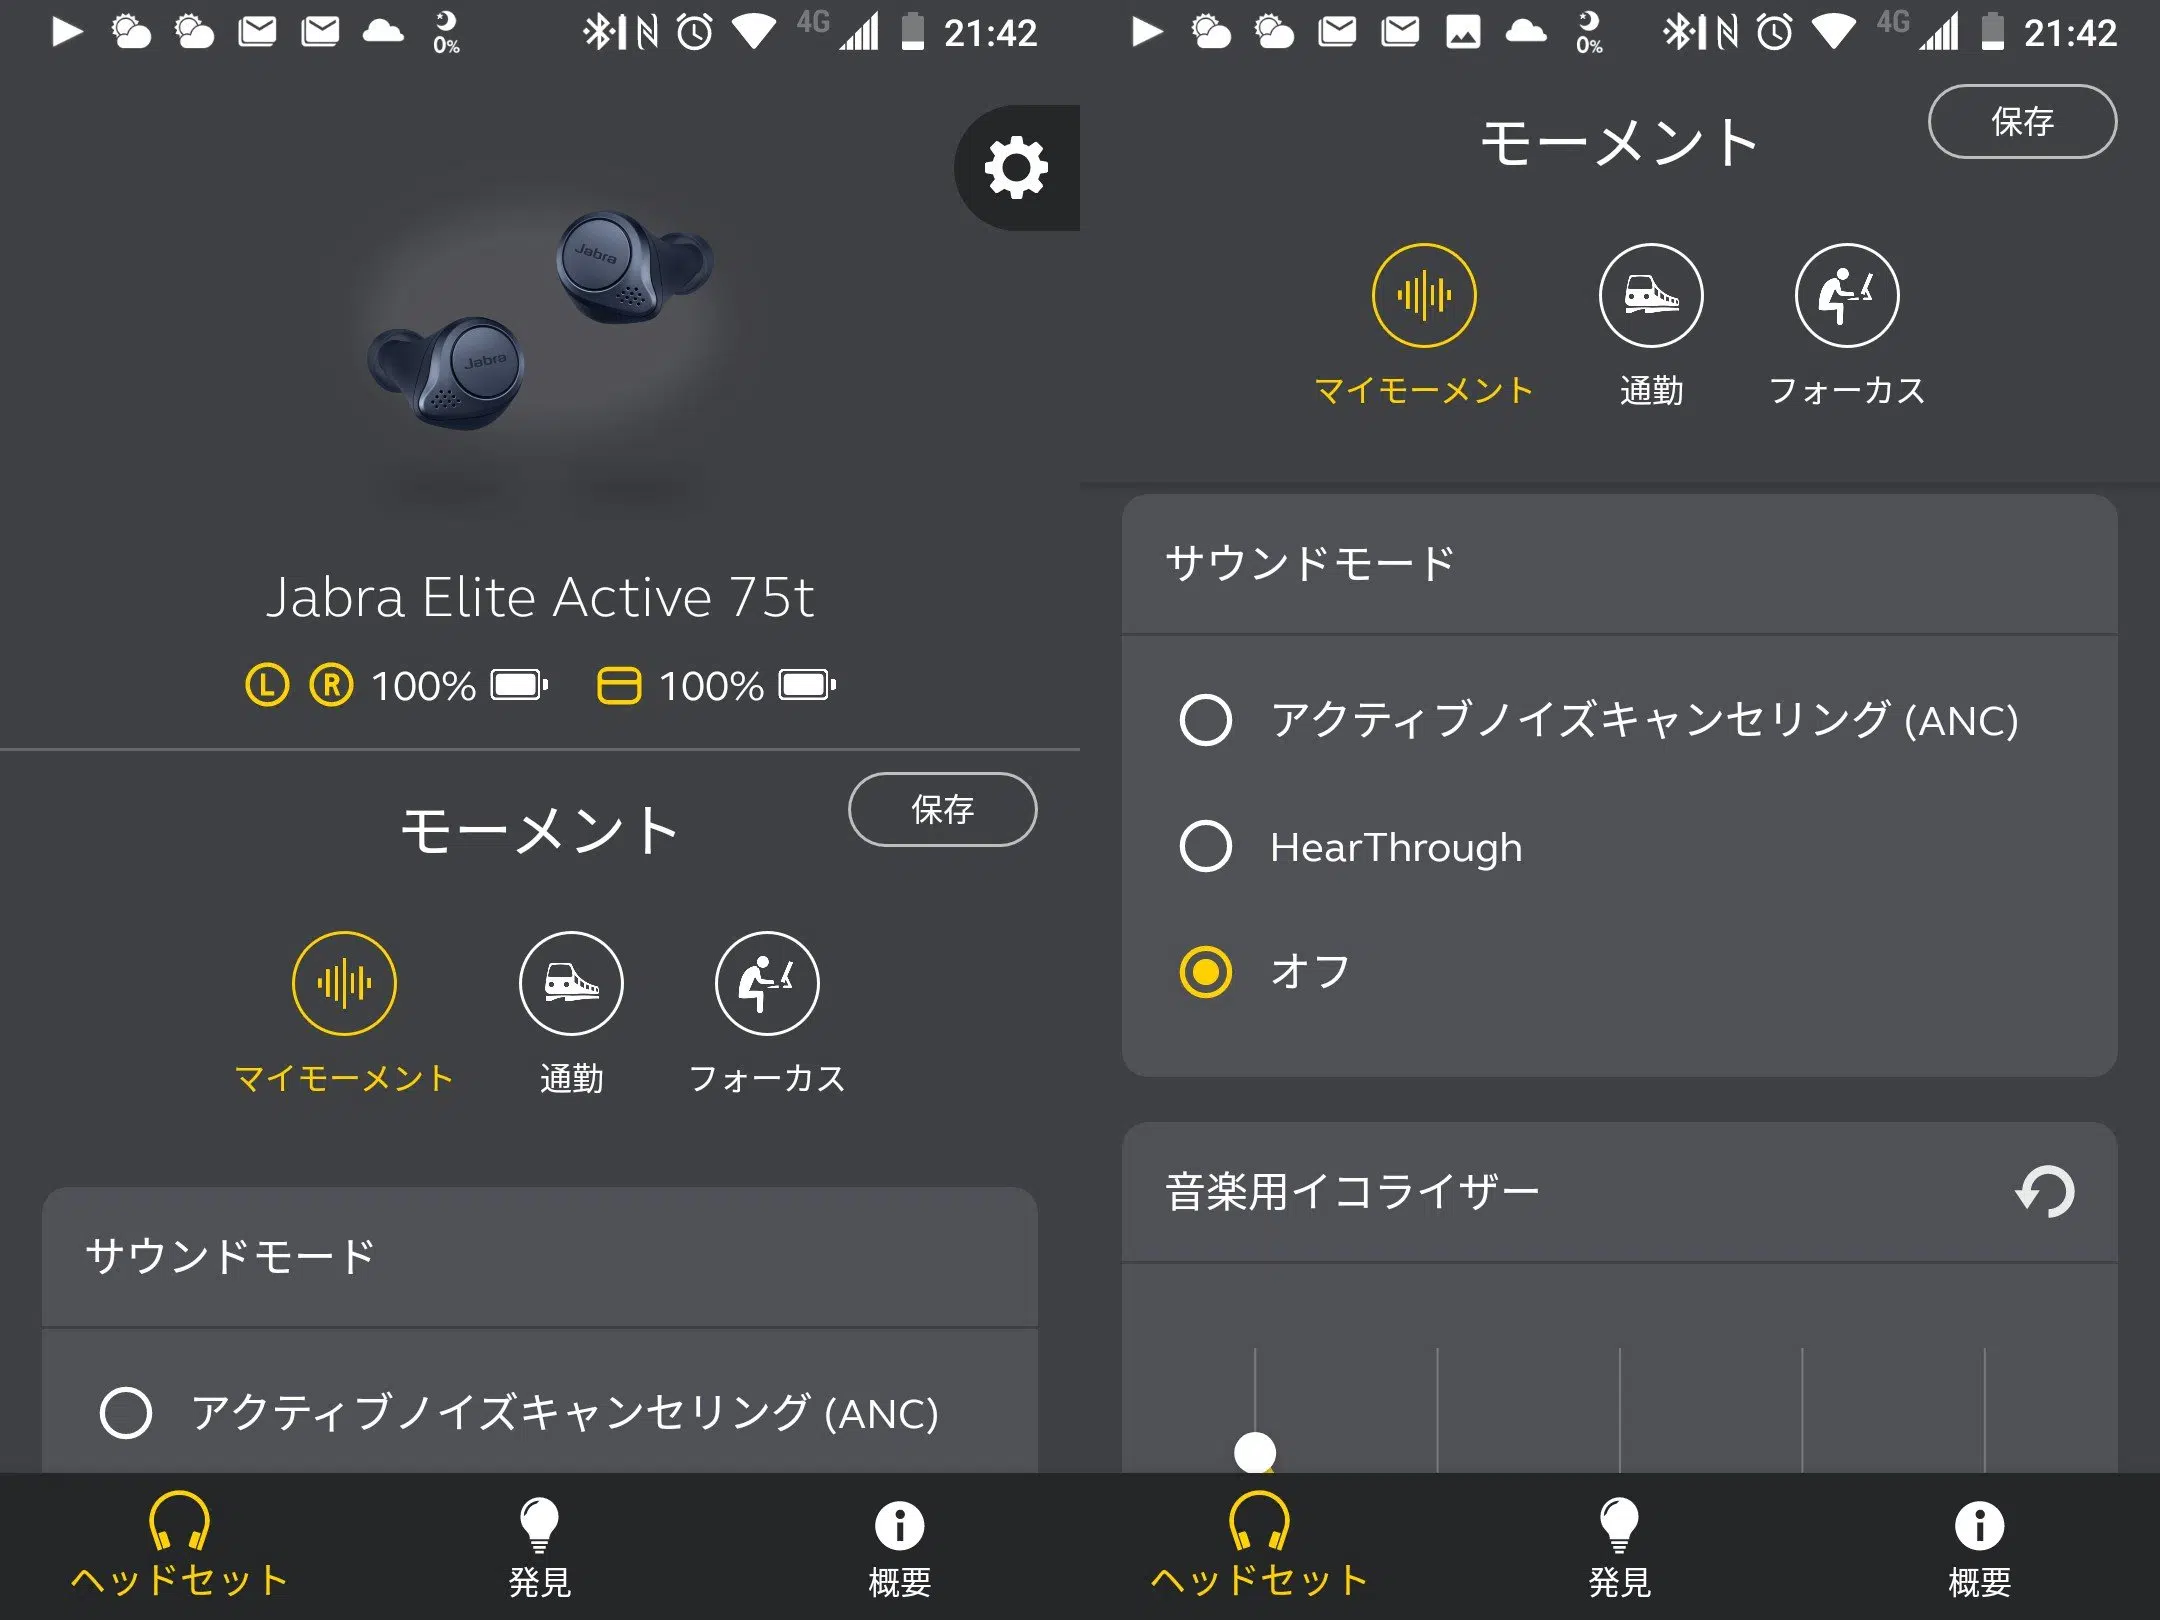 0%
4G
21:42
Jabra
Jabra
Jabra Elite Active 75t
L R 100% 100%
モーメント
保存
マイモーメント
通勤
フォーカス
サウンドモード
アクティブノイズキャンセリング (ANC)
ヘッドセット
発見
概要
0%
4G
21:42
モーメント
保存
マイモーメント
通勤
フォーカス
サウンドモード
アクティブノイズキャンセリング (ANC)
HearThrough
オフ
音楽用イコライザー
ヘッドセット
発見
概要